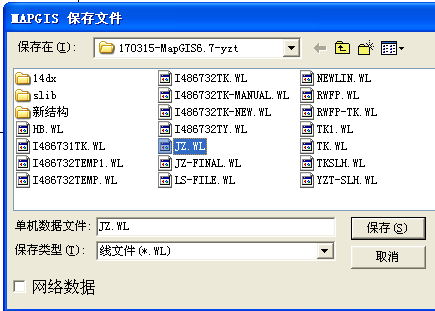 MAPGIS 保存文件
保存在(I): 170315-MapGIS6.7-yzt
14dx
slib
新结构
HB.WL
I486731TK.WL
I486732TEMP1.WL
I486732TEMP.WL
I486732TK.WL
I486732TK-MANUAL.WL
I486732TK-NEW.WL
I486732TY.WL
JZ.WL
JZ-FINAL.WL
LS-FILE.WL
NEWLIN.WL
RWFP.WL
RWFP-TK.WL
TK1.WL
TK.WL
TKSLH.WL
YZT-SLH.WL
单机数据文件: JZ.WL 保存(S)
保存类型(T): 线文件(*.WL) 取消
网络数据